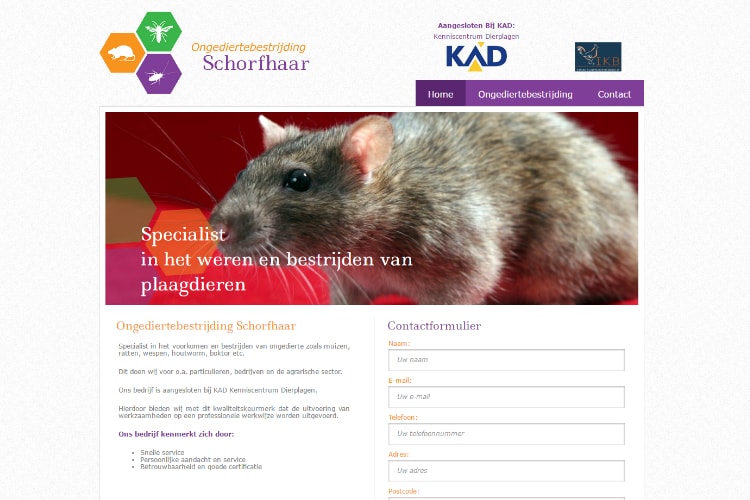 Ongediertebestrijding
Schorfhaar
Aangesloten Bij KAD:
Kenniscentrum Dierplagen
KAD
IKB
Home
Ongediertebestrijding
Contact
Specialist
in het weren en bestrijden van
plaagdieren
Ongediertebestrijding Schorfhaar
Specialist in het voorkomen en bestrijden van ongedierte zoals muizen,
ratten, wespen, houtworm, boktor etc.
Dit doen wij voor o.a. particulieren, bedrijven en de agrarische sector.
Ons bedrijf is aangesloten bij KAD Kenniscentrum Dierplagen.
Hierdoor bieden wij met dit kwaliteitskeurmerk dat de uitvoering van
werkzaamheden op een professionele werkwijze worden uitgevoerd.
Ons bedrijf kenmerkt zich door:
Snelle service
Persoonlijke aandacht en service
Betrouwbaarheid en goede certificatie
Contactformulier
Naam:
Uw naam
E-mail:
Uw e-mail
Telefoon:
Uw telefoonnummer
Adres:
Uw adres
Postcode: